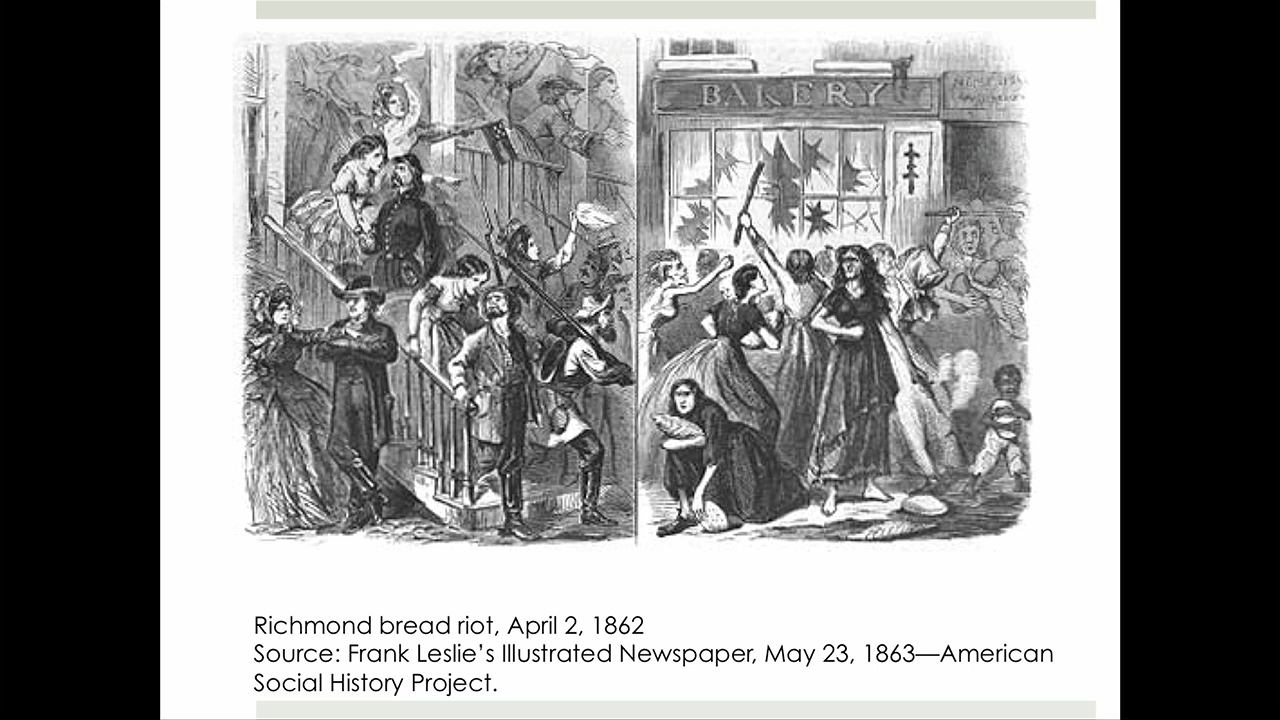 BAKERY
Richmond bread riot, April 2, 1862
Source: Frank Leslie’s Illustrated Newspaper, May 23, 1863—American
Social History Project.